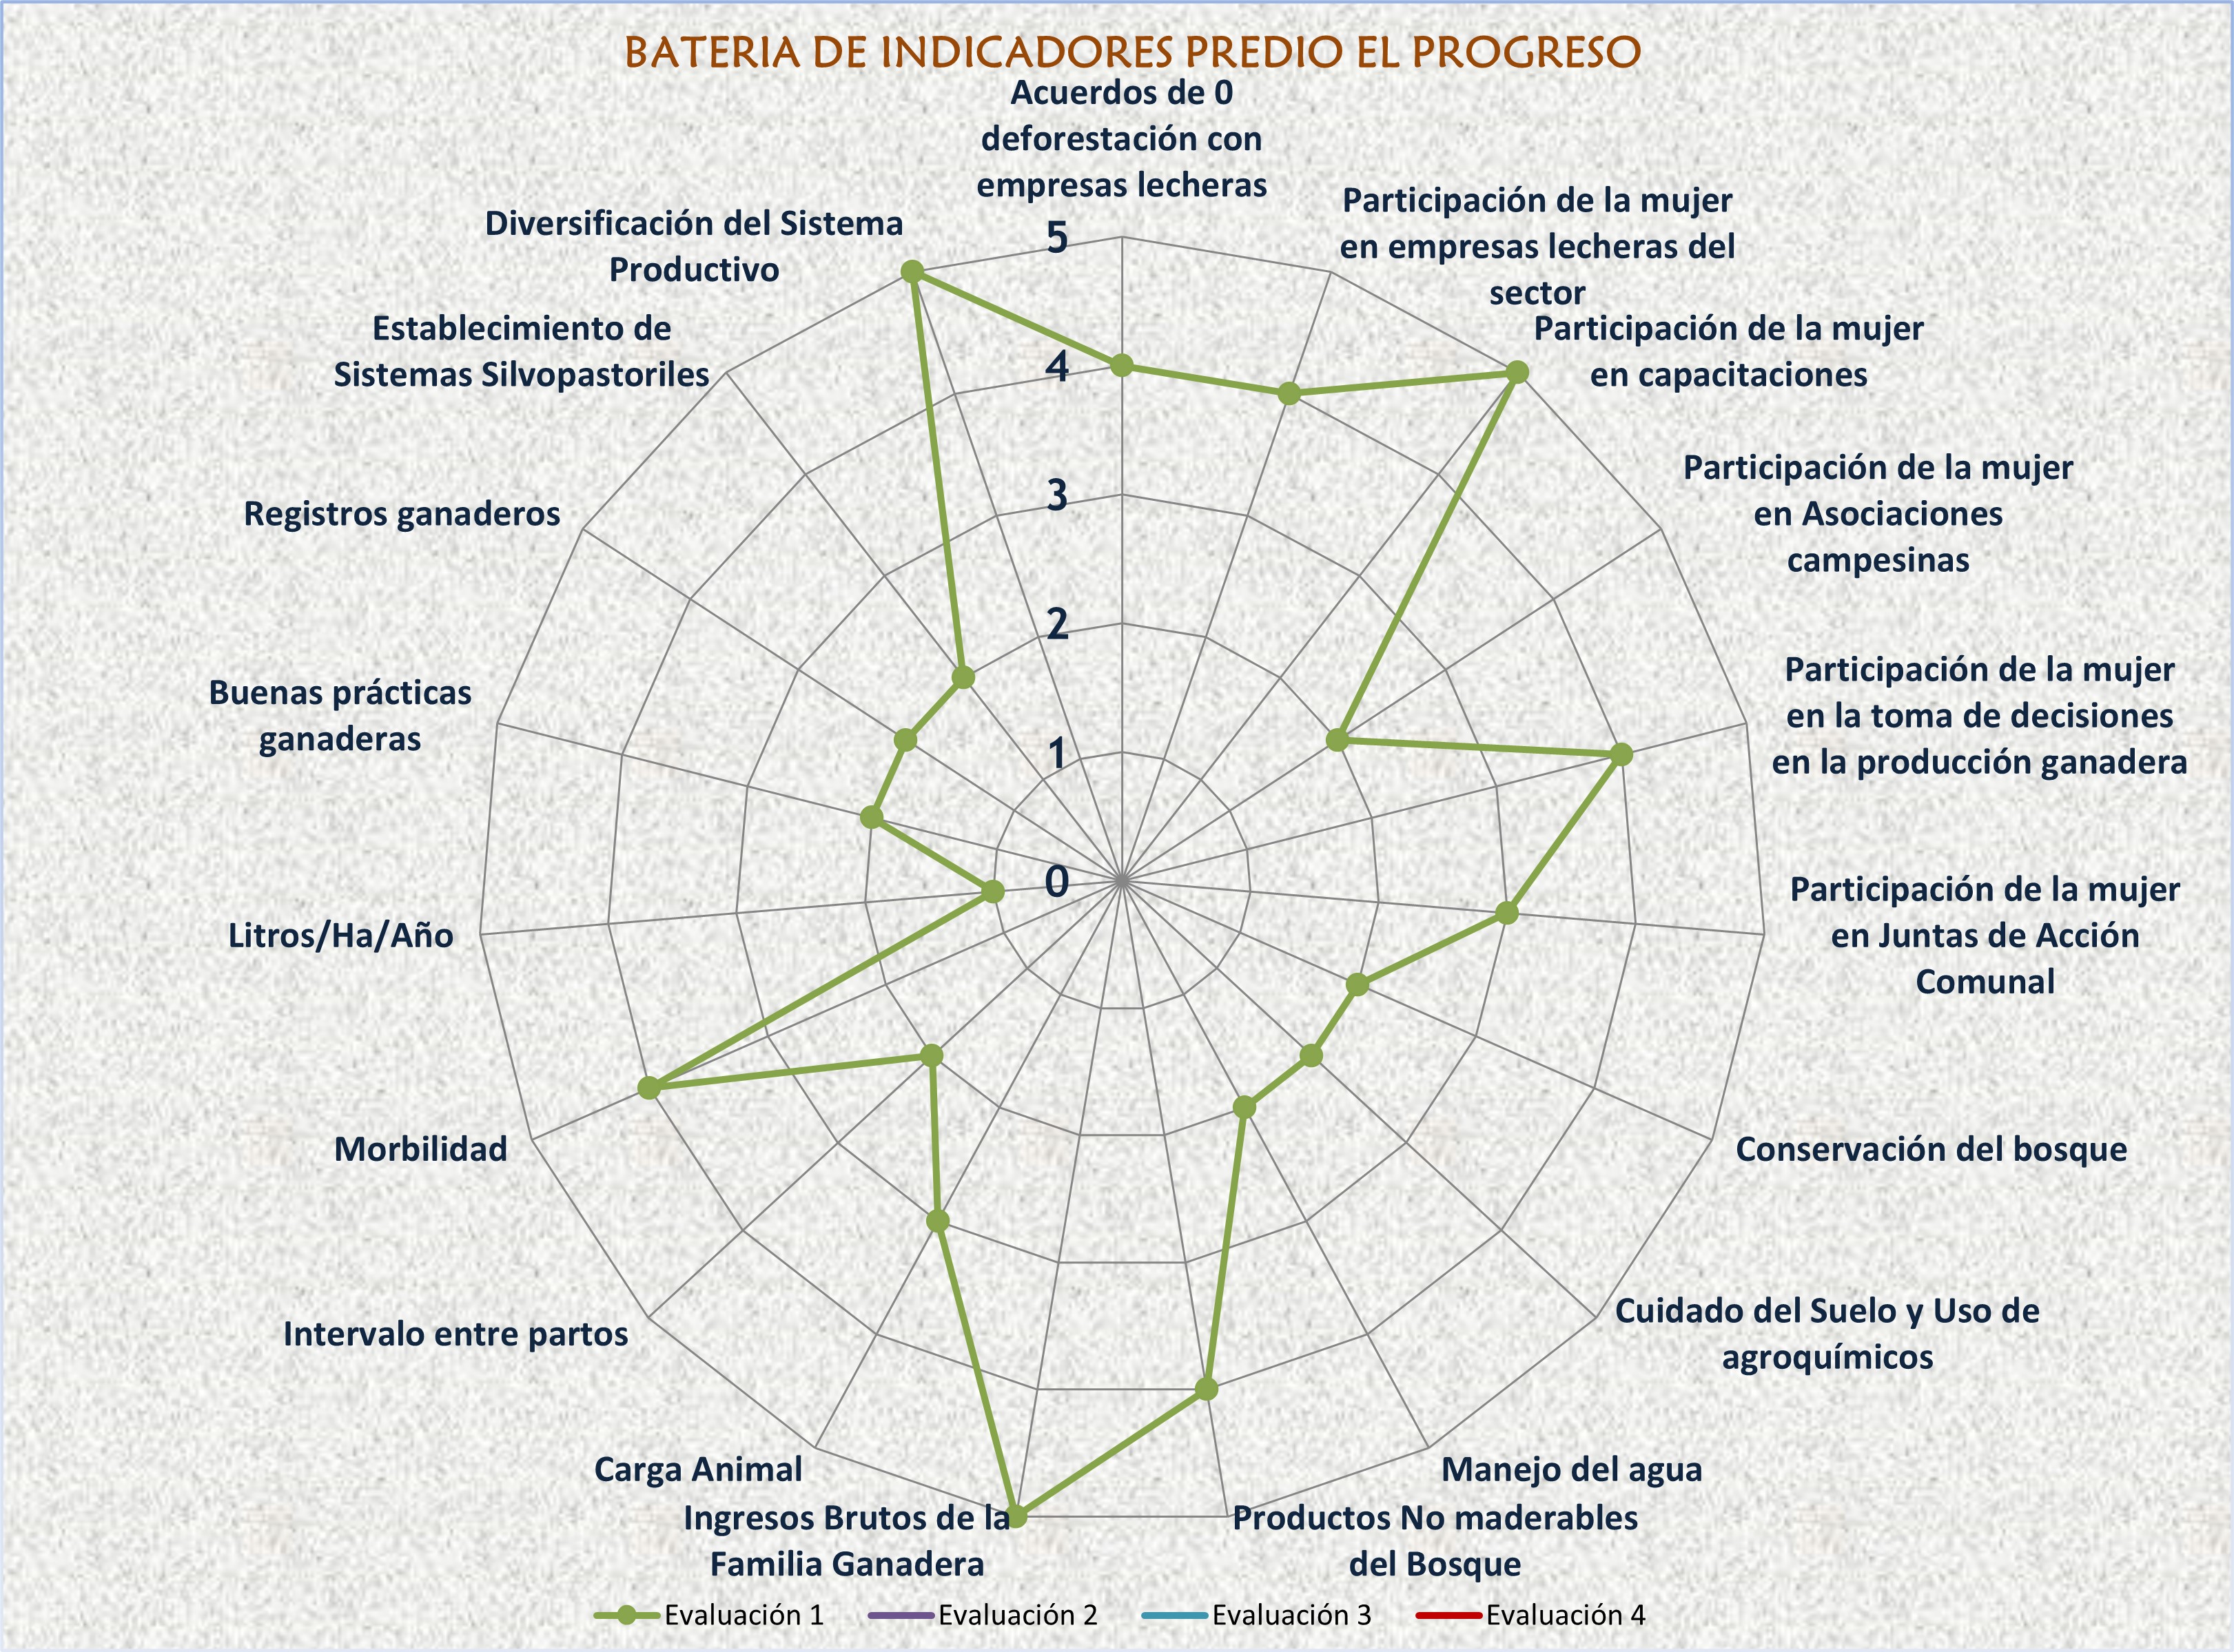 BATERIA DE INDICADORES PREDIO EL PROGRESO
Acuerdos de 0
deforestación con
empresas lecheras
Participación de la mujer
en empresas lecheras del
sector
Participación de la mujer
en capacitaciones
Participación de la mujer
en Asociaciones
campesinas
Participación de la mujer
en la toma de decisiones
en la producción ganadera
Participación de la mujer
en Juntas de Acción
Comunal
Conservación del bosque
Cuidado del Suelo y Uso de
agroquímicos
Manejo del agua
Productos No maderables
del Bosque
Ingresos Brutos de la
Familia Ganadera
Carga Animal
Intervalo entre partos
Morbilidad
Litros/Ha/Año
Buenas prácticas
ganaderas
Registros ganaderos
Establecimiento de
Sistemas Silvopastoriles
Diversificación del Sistema
Productivo
5
4
3
2
1
0
Evaluación 1
Evaluación 2
Evaluación 3
Evaluación 4